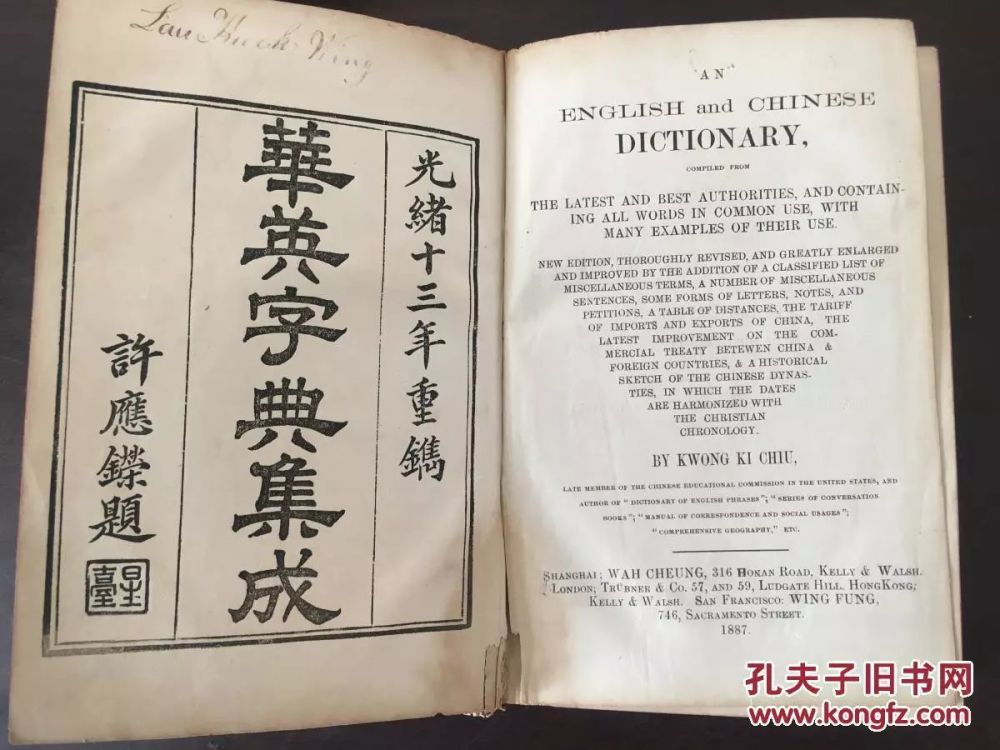 Lau Kwok Wing
光緒十三年重鐫
華英字典集成
許應鑅題
星臺
AN
ENGLISH and CHINESE
DICTIONARY,
COMPILED FROM
THE LATEST AND BEST AUTHORITIES, AND CONTAIN-
ING ALL WORDS IN COMMON USE, WITH
MANY EXAMPLES OF THEIR USE.
NEW EDITION, THOROUGHLY REVISED, AND GREATLY ENLARGED
AND IMPROVED BY THE ADDITION OF A CLASSIFIED LIST OF
MISCELLANEOUS TERMS, A NUMBER OF MISCELLANEOUS
SENTENCES, SOME FORMS OF LETTERS, NOTES, AND
PETITIONS, A TABLE OF DISTANCES, THE TARIFF
OF IMPORTS AND EXPORTS OF CHINA, THE
LATEST IMPROVEMENT ON THE COM-
MERCIAL TREATY BETEWEN CHINA &
FOREIGN COUNTRIES, & A HISTORICAL
SKETCH OF THE CHINESE DYNAS-
TIES, IN WHICH THE DATES
ARE HARMONIZED WITH
THE CHRISTIAN
CHRONOLOGY.
BY KWONG KI CHIU,
LATE MEMBER OF THE CHINESE EDUCATIONAL COMMISSION IN THE UNITED STATES, AND
AUTHOR OF "DICTIONARY OF ENGLISH PHRASES"; "SERIES OF CONVERSATION
BOOKS"; "MANUAL OF CORRESPONDENCE AND SOCIAL USAGES";
"COMPREHENSIVE GEOGRAPHY," ETC.
SHANGHAI; WAH CHEUNG, 316 HONAN ROAD, KELLY & WALSH.
LONDON; TRÜBNER & CO. 57, AND 59, LUDGATE HILL. HONGKONG;
KELLY & WALSH. SAN FRANCISCO: WING FUNG,
746, SACRAMENTO STREET.
1887.
孔夫子旧书网
www.kongfz.com